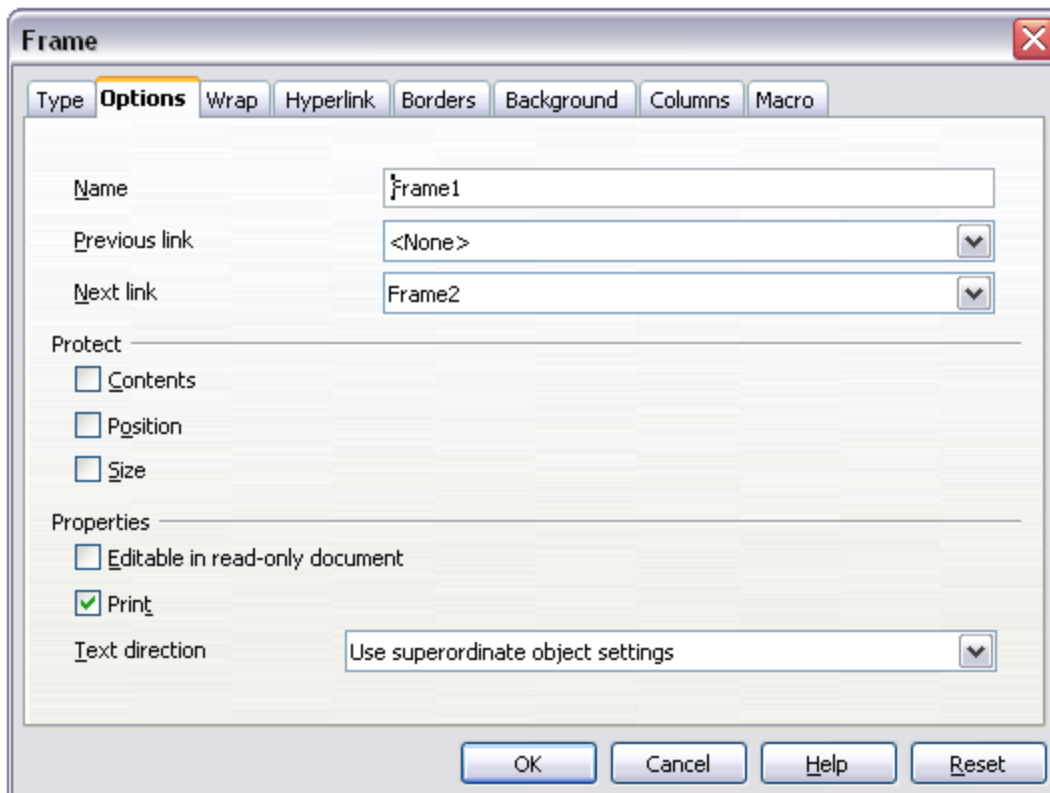 Frame
Type Options Wrap Hyperlink Borders Background Columns Macro
Name Frame1
Previous link <None>
Next link Frame2
Protect
Contents
Position
Size
Properties
Editable in read-only document
Print
Text direction Use superordinate object settings
OK Cancel Help Reset